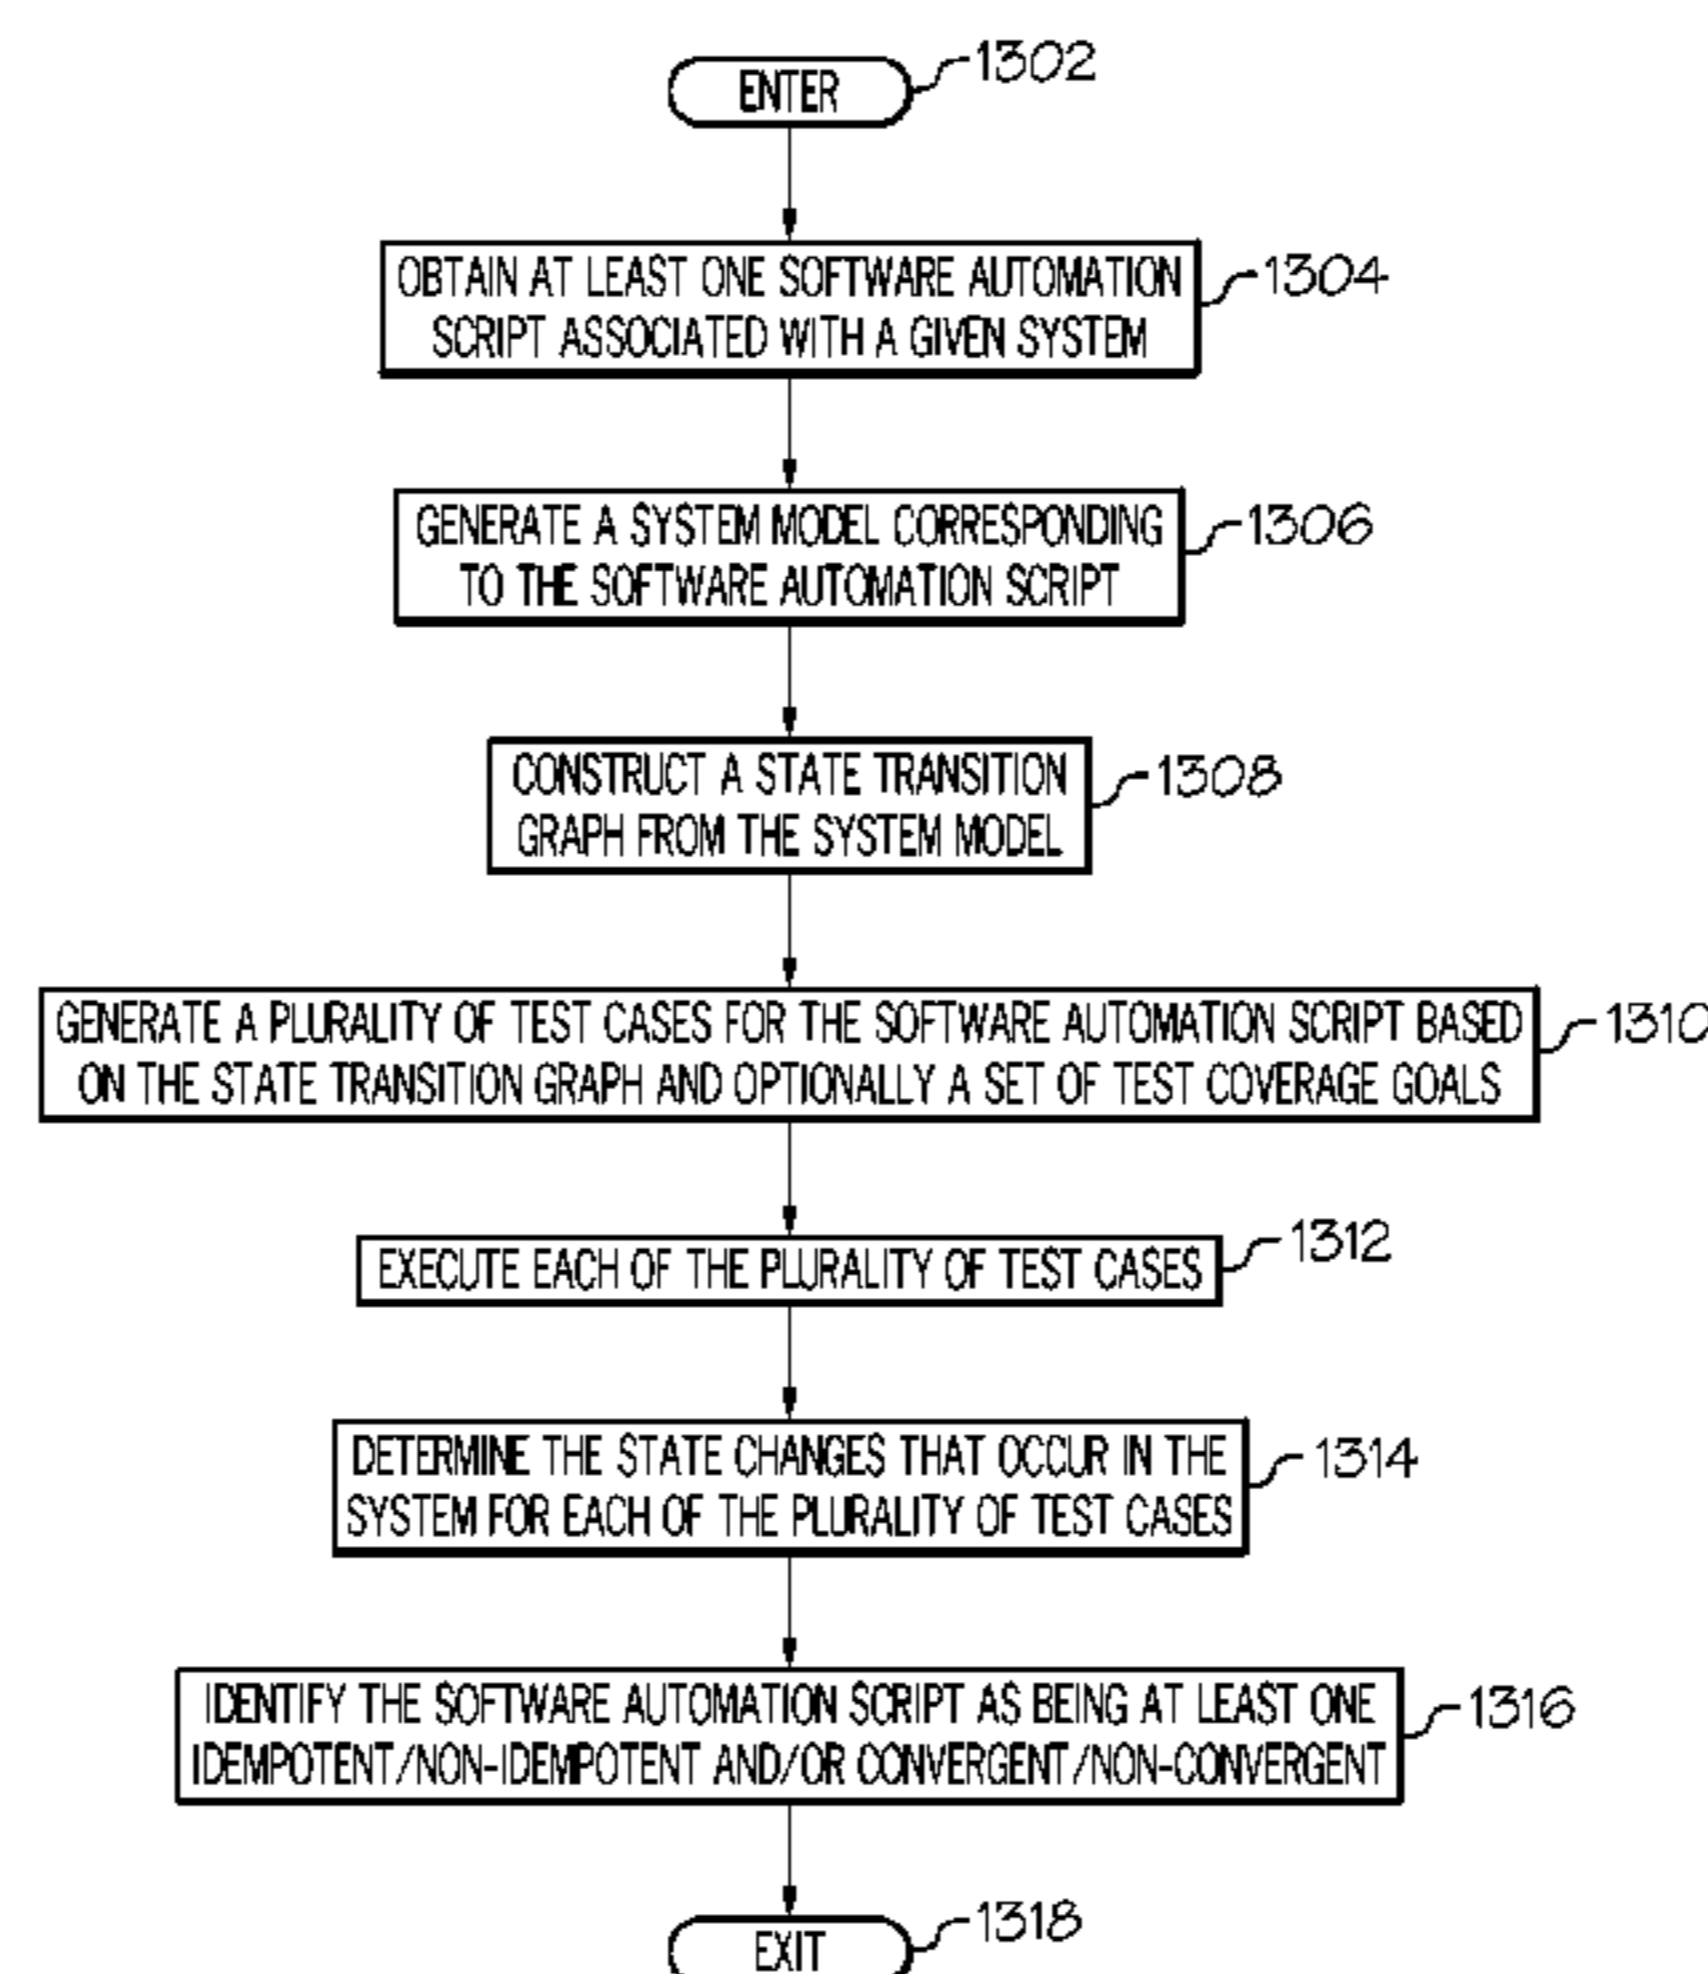 ENTER
1302
OBTAIN AT LEAST ONE SOFTWARE AUTOMATION
SCRIPT ASSOCIATED WITH A GIVEN SYSTEM
1304
GENERATE A SYSTEM MODEL CORRESPONDING
TO THE SOFTWARE AUTOMATION SCRIPT
1306
CONSTRUCT A STATE TRANSITION
GRAPH FROM THE SYSTEM MODEL
1308
GENERATE A PLURALITY OF TEST CASES FOR THE SOFTWARE AUTOMATION SCRIPT BASED
ON THE STATE TRANSITION GRAPH AND OPTIONALLY A SET OF TEST COVERAGE GOALS
1310
EXECUTE EACH OF THE PLURALITY OF TEST CASES
1312
DETERMINE THE STATE CHANGES THAT OCCUR IN THE
SYSTEM FOR EACH OF THE PLURALITY OF TEST CASES
1314
IDENTIFY THE SOFTWARE AUTOMATION SCRIPT AS BEING AT LEAST ONE
IDEMPOTENT/NON-IDEMPOTENT AND/OR CONVERGENT/NON-CONVERGENT
1316
EXIT
1318